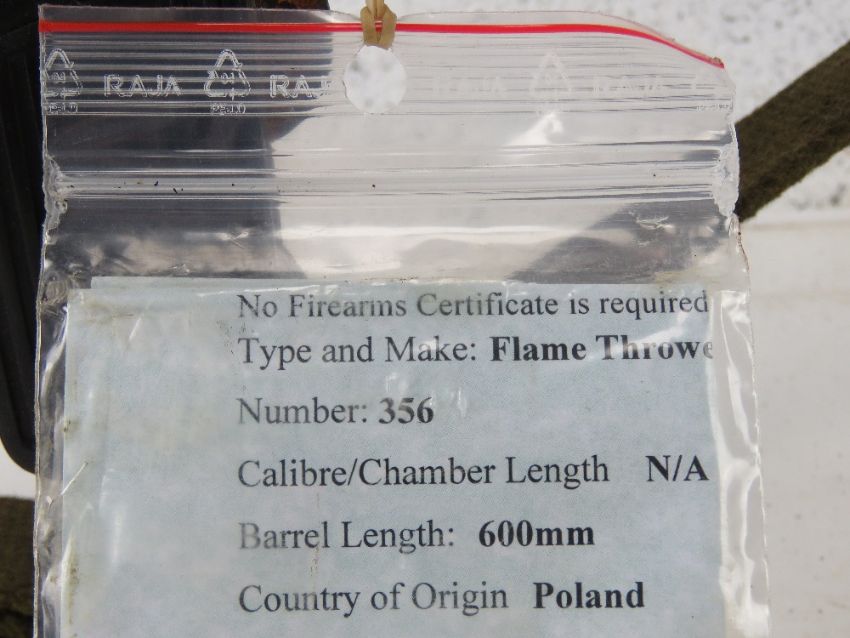 RAJA RAJA
No Firearms Certificate is required
Type and Make: Flame Throwe
Number: 356
Calibre/Chamber Length N/A
Barrel Length: 600mm
Country of Origin Poland